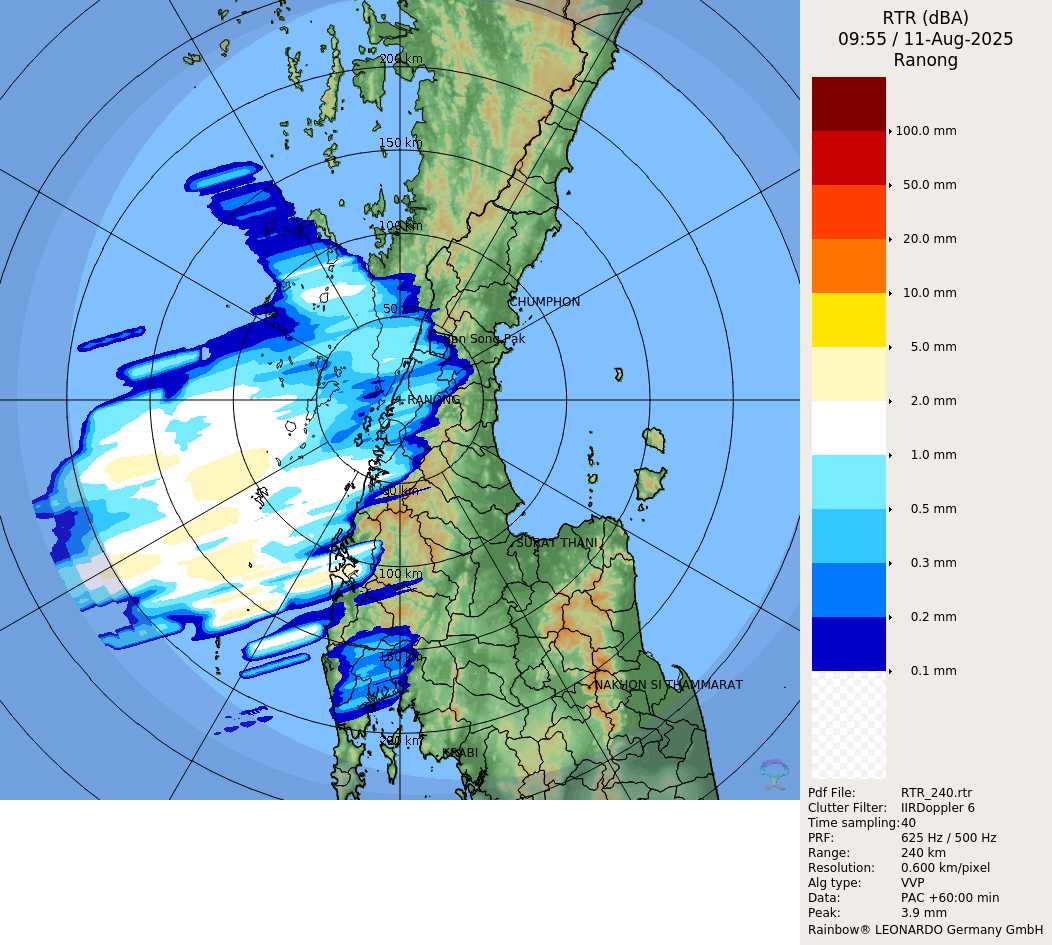 RTR (dBA)
09:55 / 11-Aug-2025
Ranong
200 km
150 km
100 km
50 km
CHUMPHON
Ban Song Pak
RANONG
50 km
SURAT THANI
100 km
150 km
NAKHON SI THAMMARAT
200 km
KRABI
100.0 mm
50.0 mm
20.0 mm
10.0 mm
5.0 mm
2.0 mm
1.0 mm
0.5 mm
0.3 mm
0.2 mm
0.1 mm
Pdf File: RTR_240.rtr
Clutter Filter: IIRDoppler 6
Time sampling:40
PRF: 625 Hz / 500 Hz
Range: 240 km
Resolution: 0.600 km/pixel
Alg type: VVP
Data: PAC +60:00 min
Peak: 3.9 mm
Rainbow® LEONARDO Germany GmbH